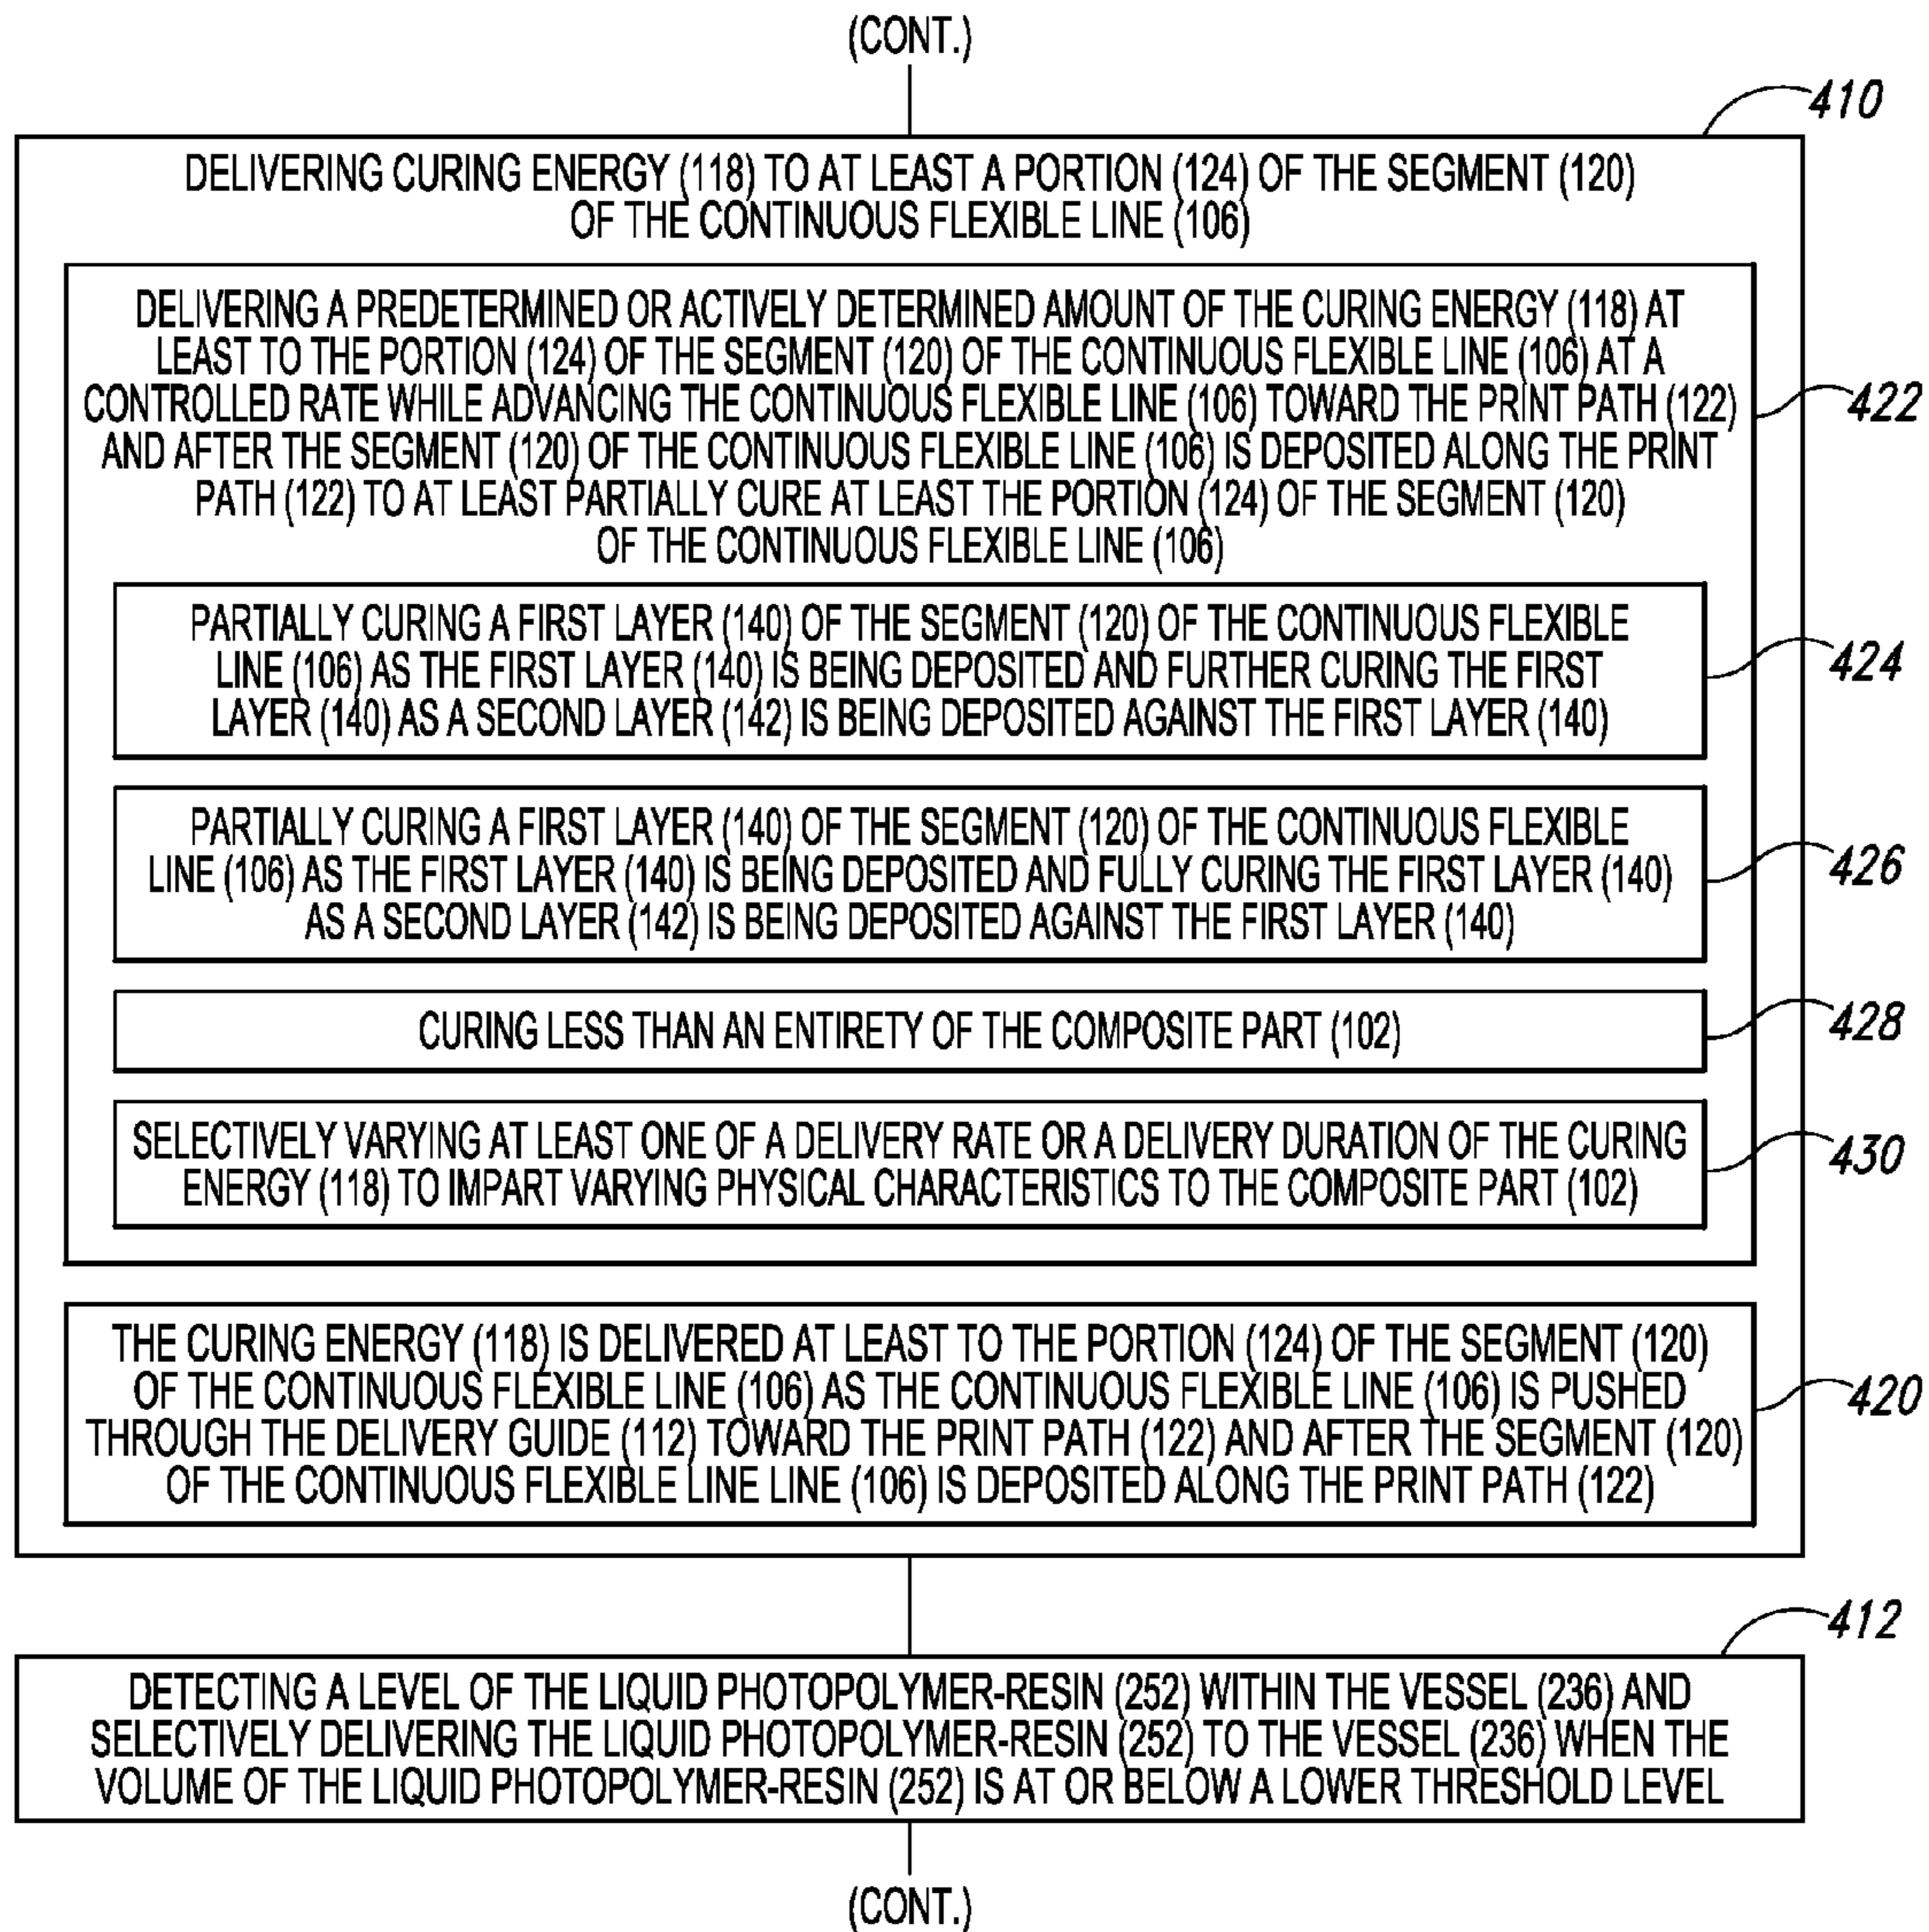 (CONT.)
410
DELIVERING CURING ENERGY (118) TO AT LEAST A PORTION (124) OF THE SEGMENT (120)
OF THE CONTINUOUS FLEXIBLE LINE (106)
DELIVERING A PREDETERMINED OR ACTIVELY DETERMINED AMOUNT OF THE CURING ENERGY (118) AT
LEAST TO THE PORTION (124) OF THE SEGMENT (120) OF THE CONTINUOUS FLEXIBLE LINE (106) AT A
CONTROLLED RATE WHILE ADVANCING THE CONTINUOUS FLEXIBLE LINE (106) TOWARD THE PRINT PATH (122)
AND AFTER THE SEGMENT (120) OF THE CONTINUOUS FLEXIBLE LINE (106) IS DEPOSITED ALONG THE PRINT
PATH (122) TO AT LEAST PARTIALLY CURE AT LEAST THE PORTION (124) OF THE SEGMENT (120)
OF THE CONTINUOUS FLEXIBLE LINE (106)
422
PARTIALLY CURING A FIRST LAYER (140) OF THE SEGMENT (120) OF THE CONTINUOUS FLEXIBLE
LINE (106) AS THE FIRST LAYER (140) IS BEING DEPOSITED AND FURTHER CURING THE FIRST
LAYER (140) AS A SECOND LAYER (142) IS BEING DEPOSITED AGAINST THE FIRST LAYER (140)
424
PARTIALLY CURING A FIRST LAYER (140) OF THE SEGMENT (120) OF THE CONTINUOUS FLEXIBLE
LINE (106) AS THE FIRST LAYER (140) IS BEING DEPOSITED AND FULLY CURING THE FIRST LAYER (140)
AS A SECOND LAYER (142) IS BEING DEPOSITED AGAINST THE FIRST LAYER (140)
426
CURING LESS THAN AN ENTIRETY OF THE COMPOSITE PART (102)
428
SELECTIVELY VARYING AT LEAST ONE OF A DELIVERY RATE OR A DELIVERY DURATION OF THE CURING
ENERGY (118) TO IMPART VARYING PHYSICAL CHARACTERISTICS TO THE COMPOSITE PART (102)
430
THE CURING ENERGY (118) IS DELIVERED AT LEAST TO THE PORTION (124) OF THE SEGMENT (120)
OF THE CONTINUOUS FLEXIBLE LINE (106) AS THE CONTINUOUS FLEXIBLE LINE (106) IS PUSHED
THROUGH THE DELIVERY GUIDE (112) TOWARD THE PRINT PATH (122) AND AFTER THE SEGMENT (120)
OF THE CONTINUOUS FLEXIBLE LINE LINE (106) IS DEPOSITED ALONG THE PRINT PATH (122)
420
412
DETECTING A LEVEL OF THE LIQUID PHOTOPOLYMER-RESIN (252) WITHIN THE VESSEL (236) AND
SELECTIVELY DELIVERING THE LIQUID PHOTOPOLYMER-RESIN (252) TO THE VESSEL (236) WHEN THE
VOLUME OF THE LIQUID PHOTOPOLYMER-RESIN (252) IS AT OR BELOW A LOWER THRESHOLD LEVEL
(CONT.)